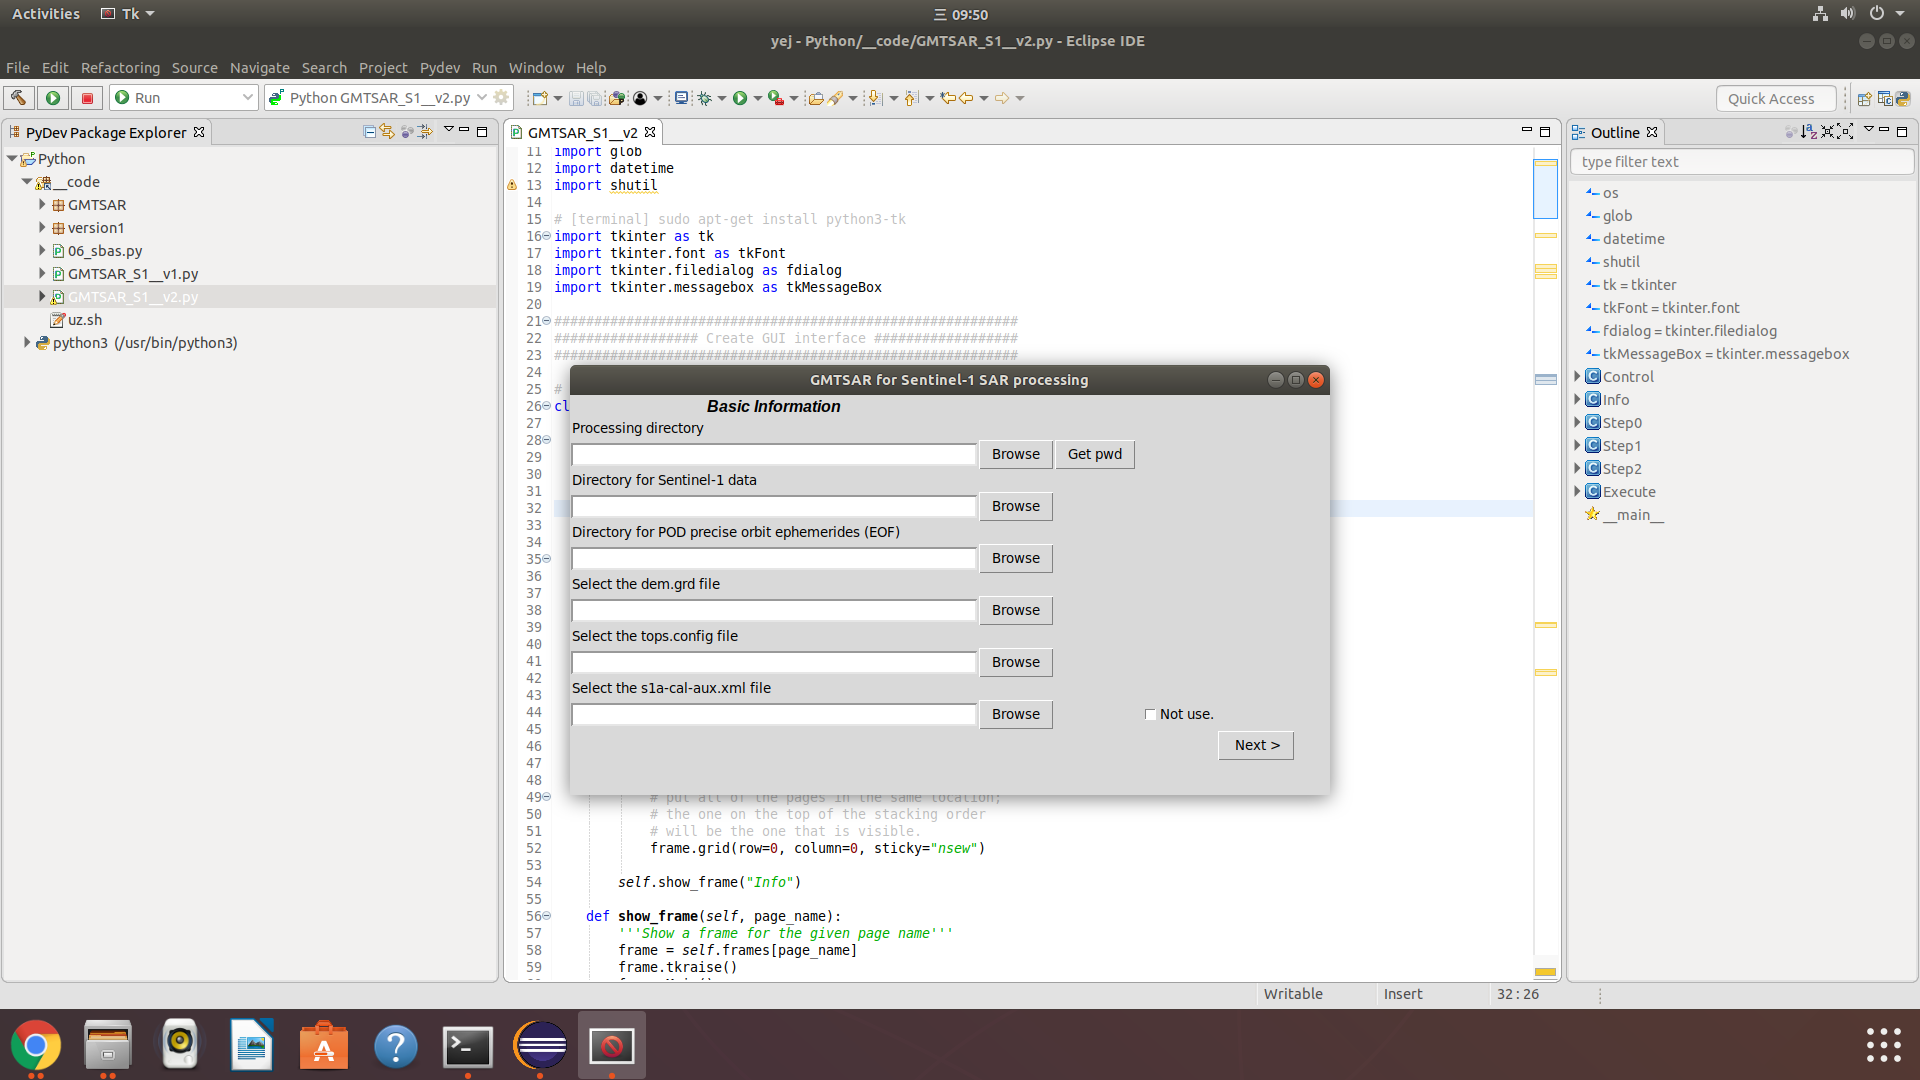 Activities Tk 三 09:50
yej - Python/__code/GMTSAR_S1__v2.py - Eclipse IDE
File Edit Refactoring Source Navigate Search Project Pydev Run Window Help
Run Python GMTSAR_S1__v2.py Quick Access
PyDev Package Explorer
Python
__code
GMTSAR
version1
06_sbas.py
GMTSAR_S1__v1.py
GMTSAR_S1__v2.py
uz.sh
python3 (/usr/bin/python3)
GMTSAR_S1__v2
11 import glob
12 import datetime
13 import shutil
14
15 # [terminal] sudo apt-get install python3-tk
16 import tkinter as tk
17 import tkinter.font as tkFont
18 import tkinter.filedialog as fdialog
19 import tkinter.messagebox as tkMessageBox
20
21 ##########################################################
22 ################## Create GUI interface ##################
23 ##########################################################
24
25 #
26 cl
27
28
29
30
31
32
33
34
35
36
37
38
39
40
41
42
43
44
45
46
47
48
49 # put all of the pages in the same location;
50 # the one on the top of the stacking order
51 # will be the one that is visible.
52 frame.grid(row=0, column=0, sticky="nsew")
53
54 self.show_frame("Info")
55
56 def show_frame(self, page_name):
57 '''Show a frame for the given page name'''
58 frame = self.frames[page_name]
59 frame.tkraise()
GMTSAR for Sentinel-1 SAR processing
Basic Information
Processing directory
Browse Get pwd
Directory for Sentinel-1 data
Browse
Directory for POD precise orbit ephemerides (EOF)
Browse
Select the dem.grd file
Browse
Select the tops.config file
Browse
Select the s1a-cal-aux.xml file
Browse Not use.
Next >
Outline
type filter text
os
glob
datetime
shutil
tk = tkinter
tkFont = tkinter.font
fdialog = tkinter.filedialog
tkMessageBox = tkinter.messagebox
Control
Info
Step0
Step1
Step2
Execute
__main__
Writable Insert 32 : 26